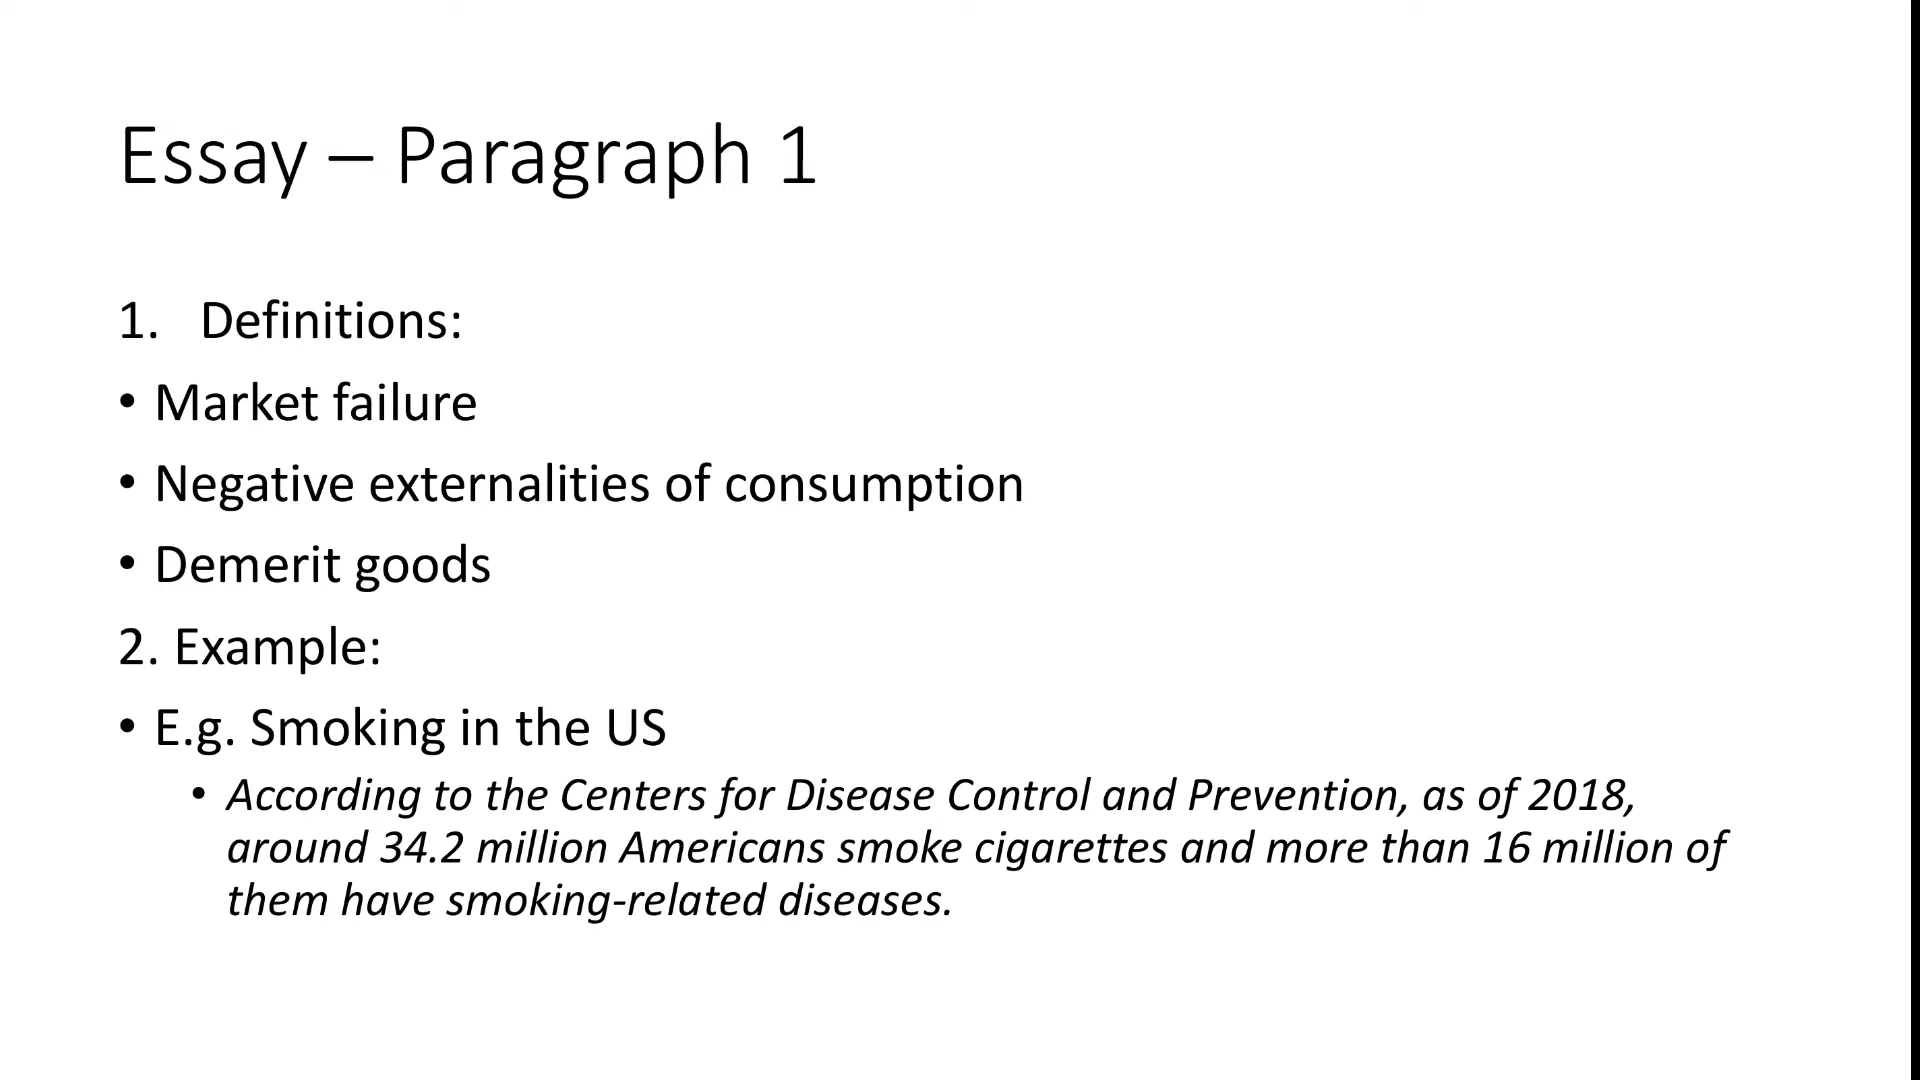 Essay – Paragraph 1
1. Definitions:
• Market failure
• Negative externalities of consumption
• Demerit goods
2. Example:
• E.g. Smoking in the US
• According to the Centers for Disease Control and Prevention, as of 2018,
around 34.2 million Americans smoke cigarettes and more than 16 million of
them have smoking-related diseases.